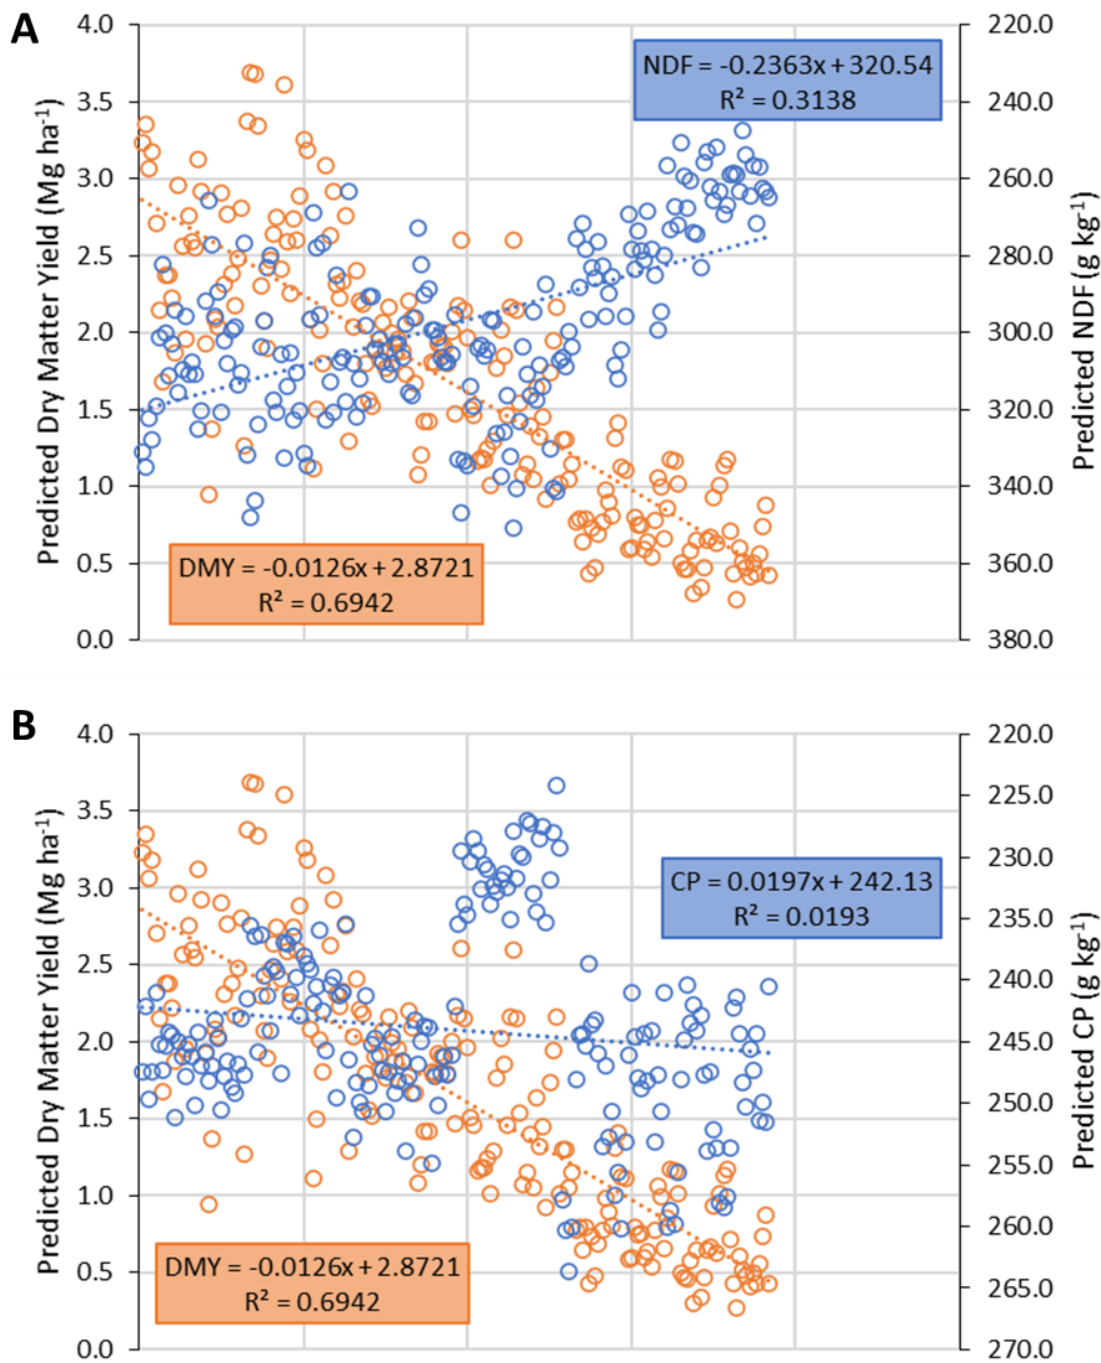 A
4.0
3.5
3.0
2.5
2.0
1.5
1.0
0.5
0.0
Predicted Dry Matter Yield (Mg ha-1)
NDF = -0.2363x + 320.54
R² = 0.3138
DMY = -0.0126x + 2.8721
R² = 0.6942
220.0
240.0
260.0
280.0
300.0
320.0
340.0
360.0
380.0
Predicted NDF (g kg-1)
B
4.0
3.5
3.0
2.5
2.0
1.5
1.0
0.5
0.0
Predicted Dry Matter Yield (Mg ha-1)
CP = 0.0197x + 242.13
R² = 0.0193
DMY = -0.0126x + 2.8721
R² = 0.6942
220.0
225.0
230.0
235.0
240.0
245.0
250.0
255.0
260.0
265.0
270.0
Predicted CP (g kg-1)